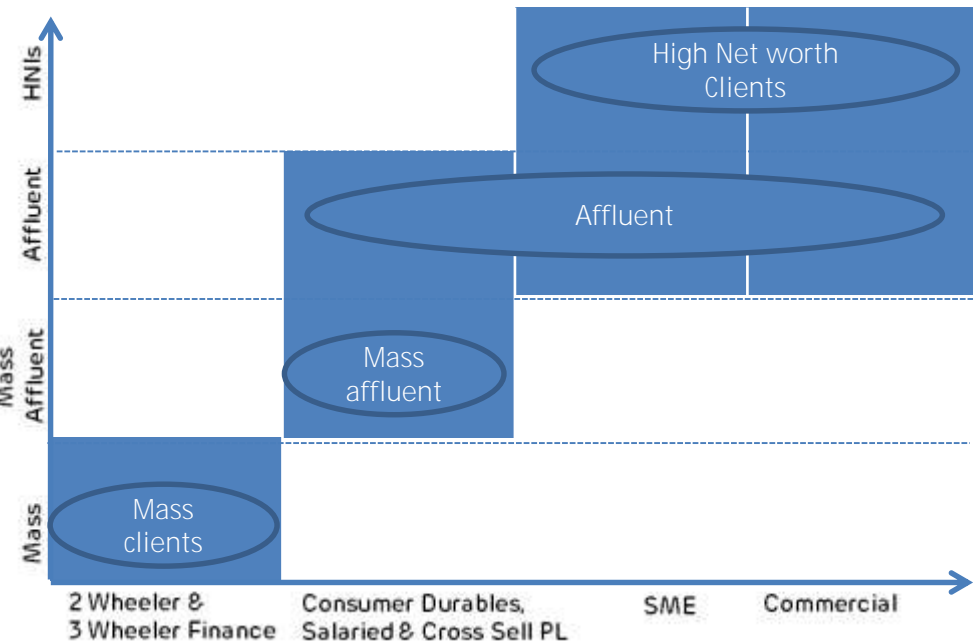 HNIs
High Net worth
Clients
Affluent
Affluent
Mass
Affluent
Mass
affluent
Mass
Mass
clients
2 Wheeler &
3 Wheeler Finance
Consumer Durables,
Salaried & Cross Sell PL
SME
Commercial